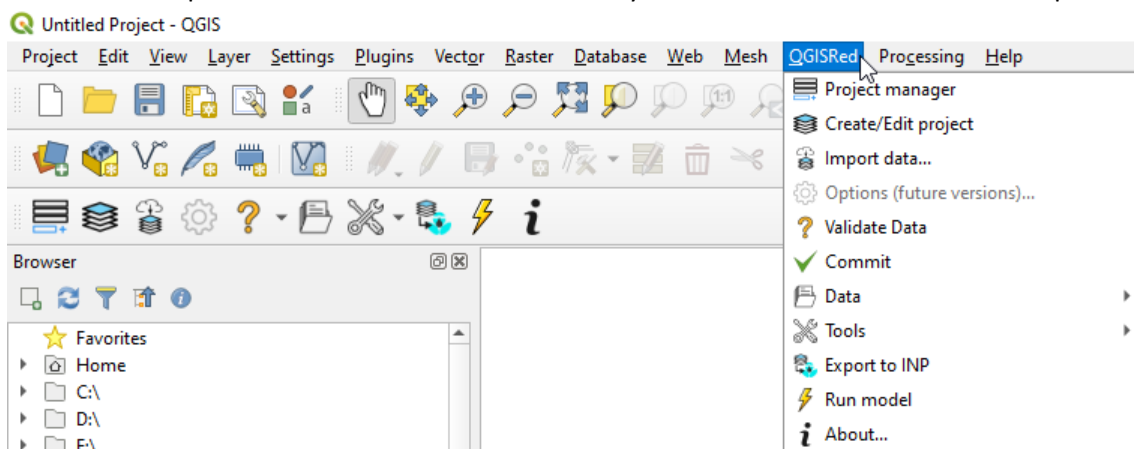 Untitled Project - QGIS
Project Edit View Layer Settings Plugins Vector Raster Database Web Mesh QGISRed Processing Help
Project manager
Create/Edit project
Import data...
Options (future versions)...
Validate Data
Commit
Data
Tools
Export to INP
Run model
About...
Browser
Favorites
Home
C:\
D:\